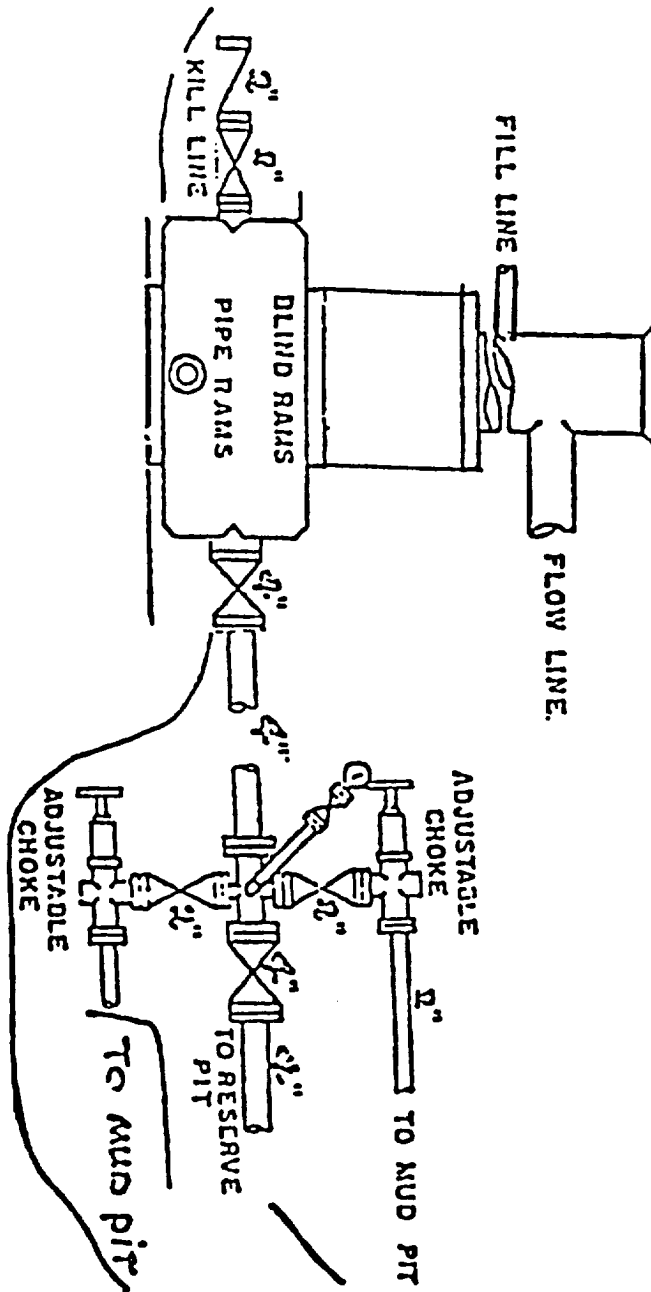 FILL LINE
FLOW LINE.
2"
2"
KILL LINE
BLIND RAMS
PIPE RAMS
4"
4"
ADJUSTABLE
CHOKE
2"
TO MUD PIT
2"
4"
4"
TO RESERVE
PIT
2"
ADJUSTABLE
CHOKE
TO MUD PIT